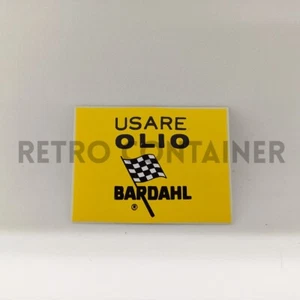 USARE
OLIO
RETRO CONTAINER
BARDAHL
®